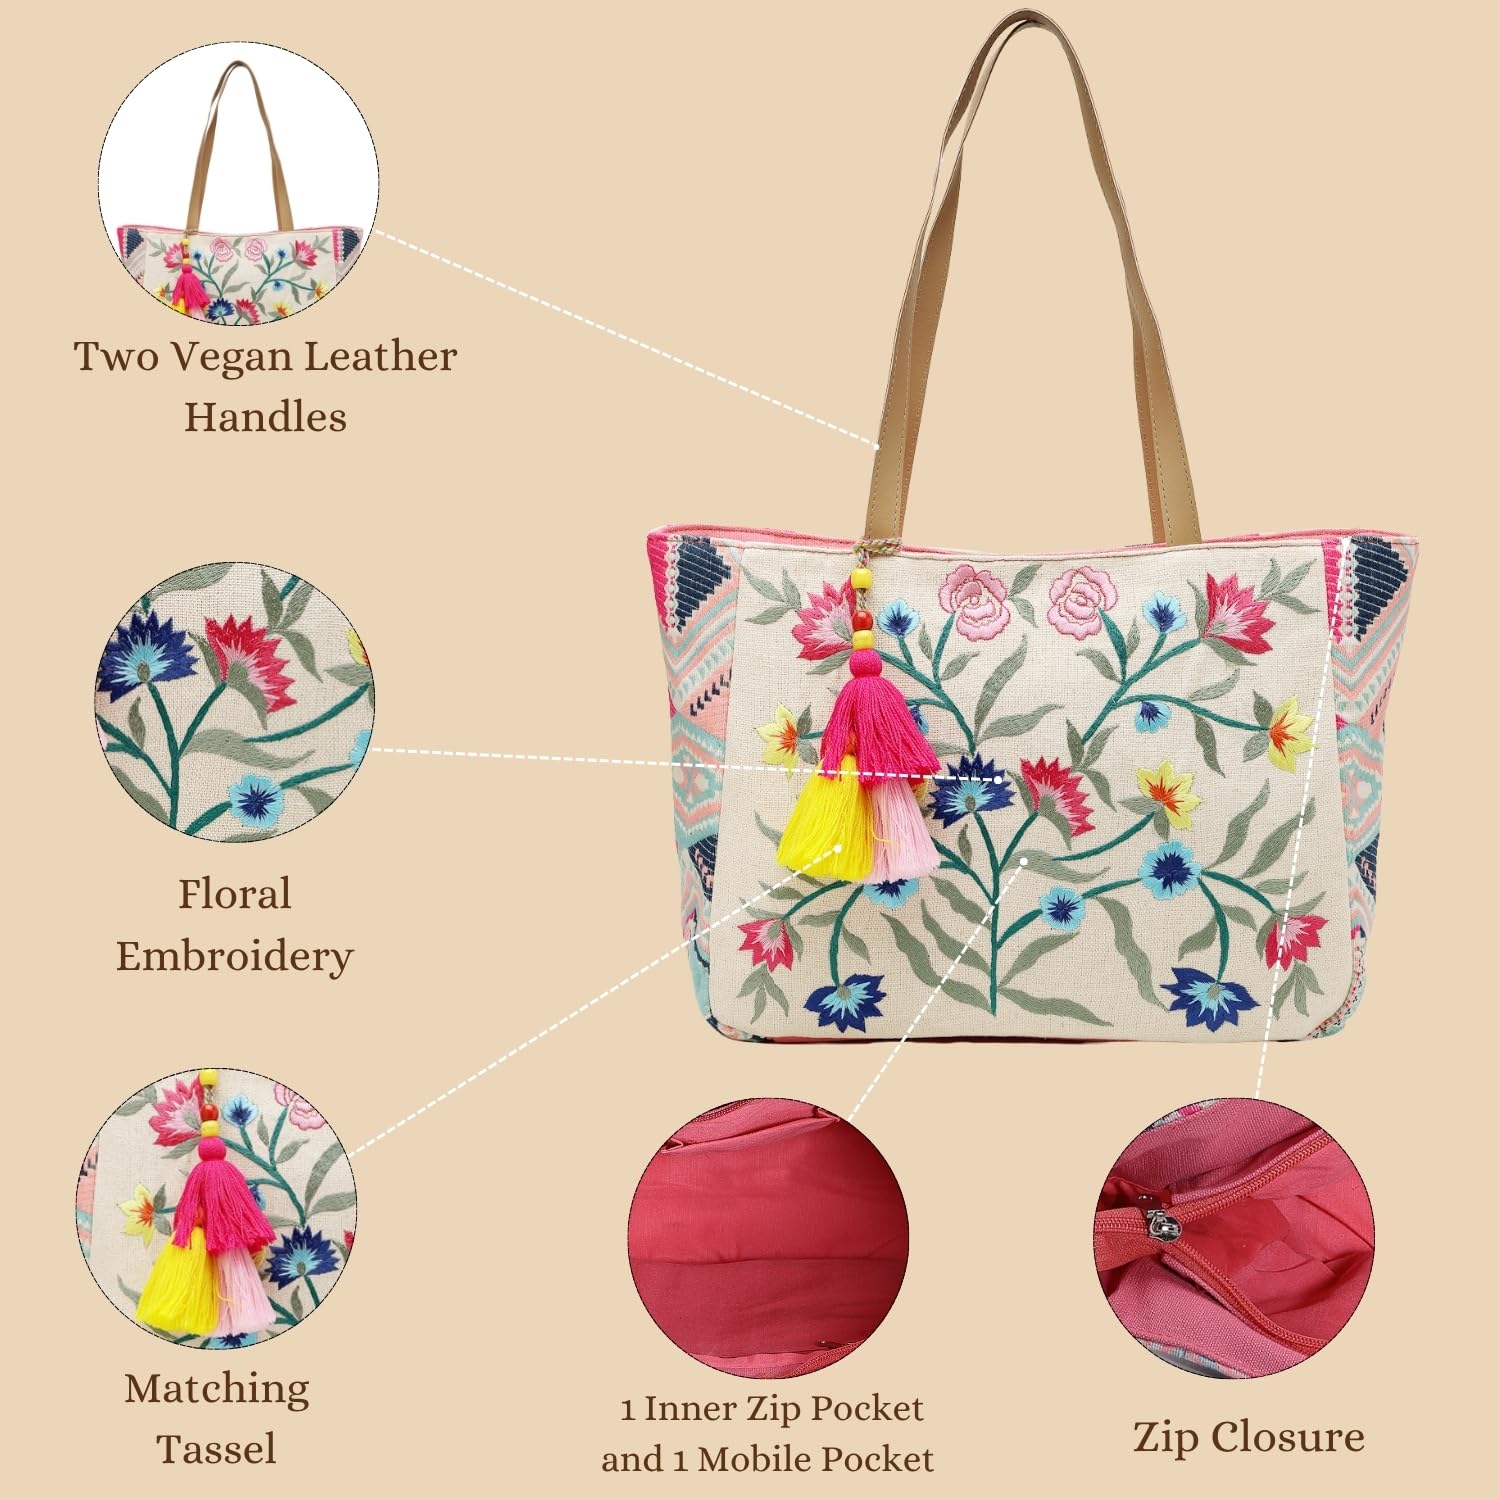 Two Vegan Leather
Handles
Floral
Embroidery
Matching
Tassel
1 Inner Zip Pocket
and 1 Mobile Pocket
Zip Closure